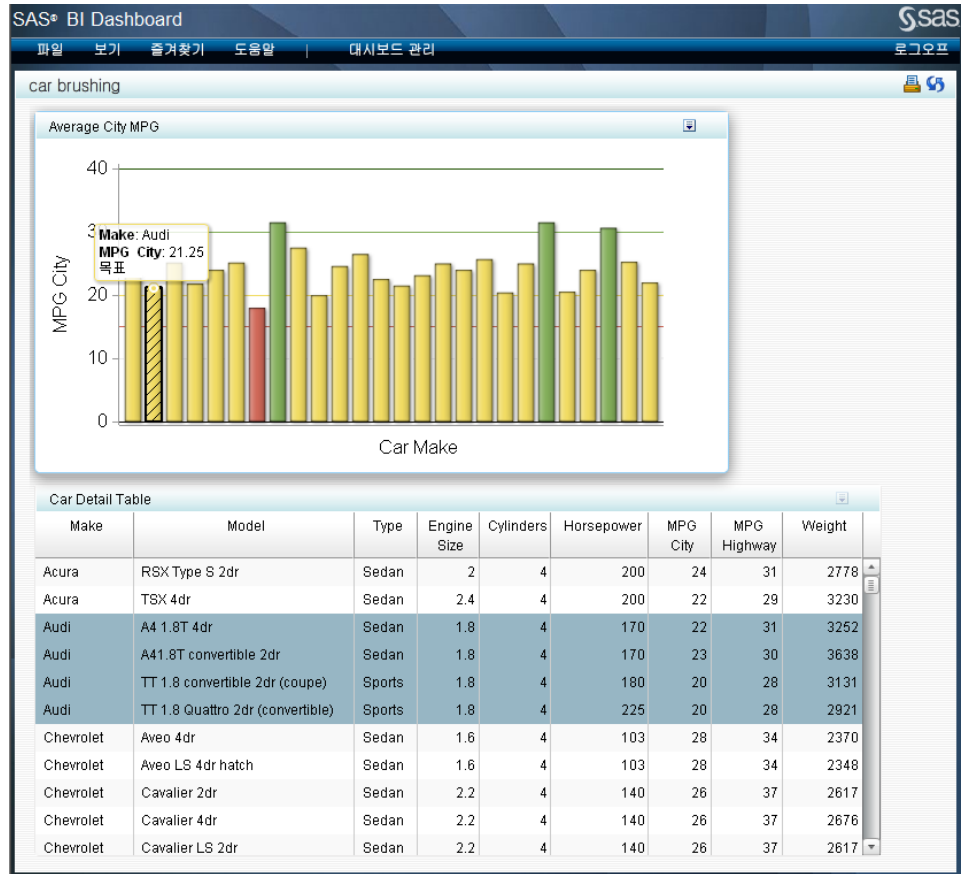 SAS® BI Dashboard
sas
파일 보기 즐겨찾기 도움말 | 대시보드 관리 로그오프
car brushing
Average City MPG
40
Make: Audi
MPG City: 21.25
목표
20
10
0
MPG City
Car Make
Car Detail Table
Make Model Type Engine Size Cylinders Horsepower MPG City MPG Highway Weight
Acura RSX Type S 2dr Sedan 2 4 200 24 31 2778
Acura TSX 4dr Sedan 2.4 4 200 22 29 3230
Audi A4 1.8T 4dr Sedan 1.8 4 170 22 31 3252
Audi A41.8T convertible 2dr Sedan 1.8 4 170 23 30 3638
Audi TT 1.8 convertible 2dr (coupe) Sports 1.8 4 180 20 28 3131
Audi TT 1.8 Quattro 2dr (convertible) Sports 1.8 4 225 20 28 2921
Chevrolet Aveo 4dr Sedan 1.6 4 103 28 34 2370
Chevrolet Aveo LS 4dr hatch Sedan 1.6 4 103 28 34 2348
Chevrolet Cavalier 2dr Sedan 2.2 4 140 26 37 2617
Chevrolet Cavalier 4dr Sedan 2.2 4 140 26 37 2676
Chevrolet Cavalier LS 2dr Sedan 2.2 4 140 26 37 2617